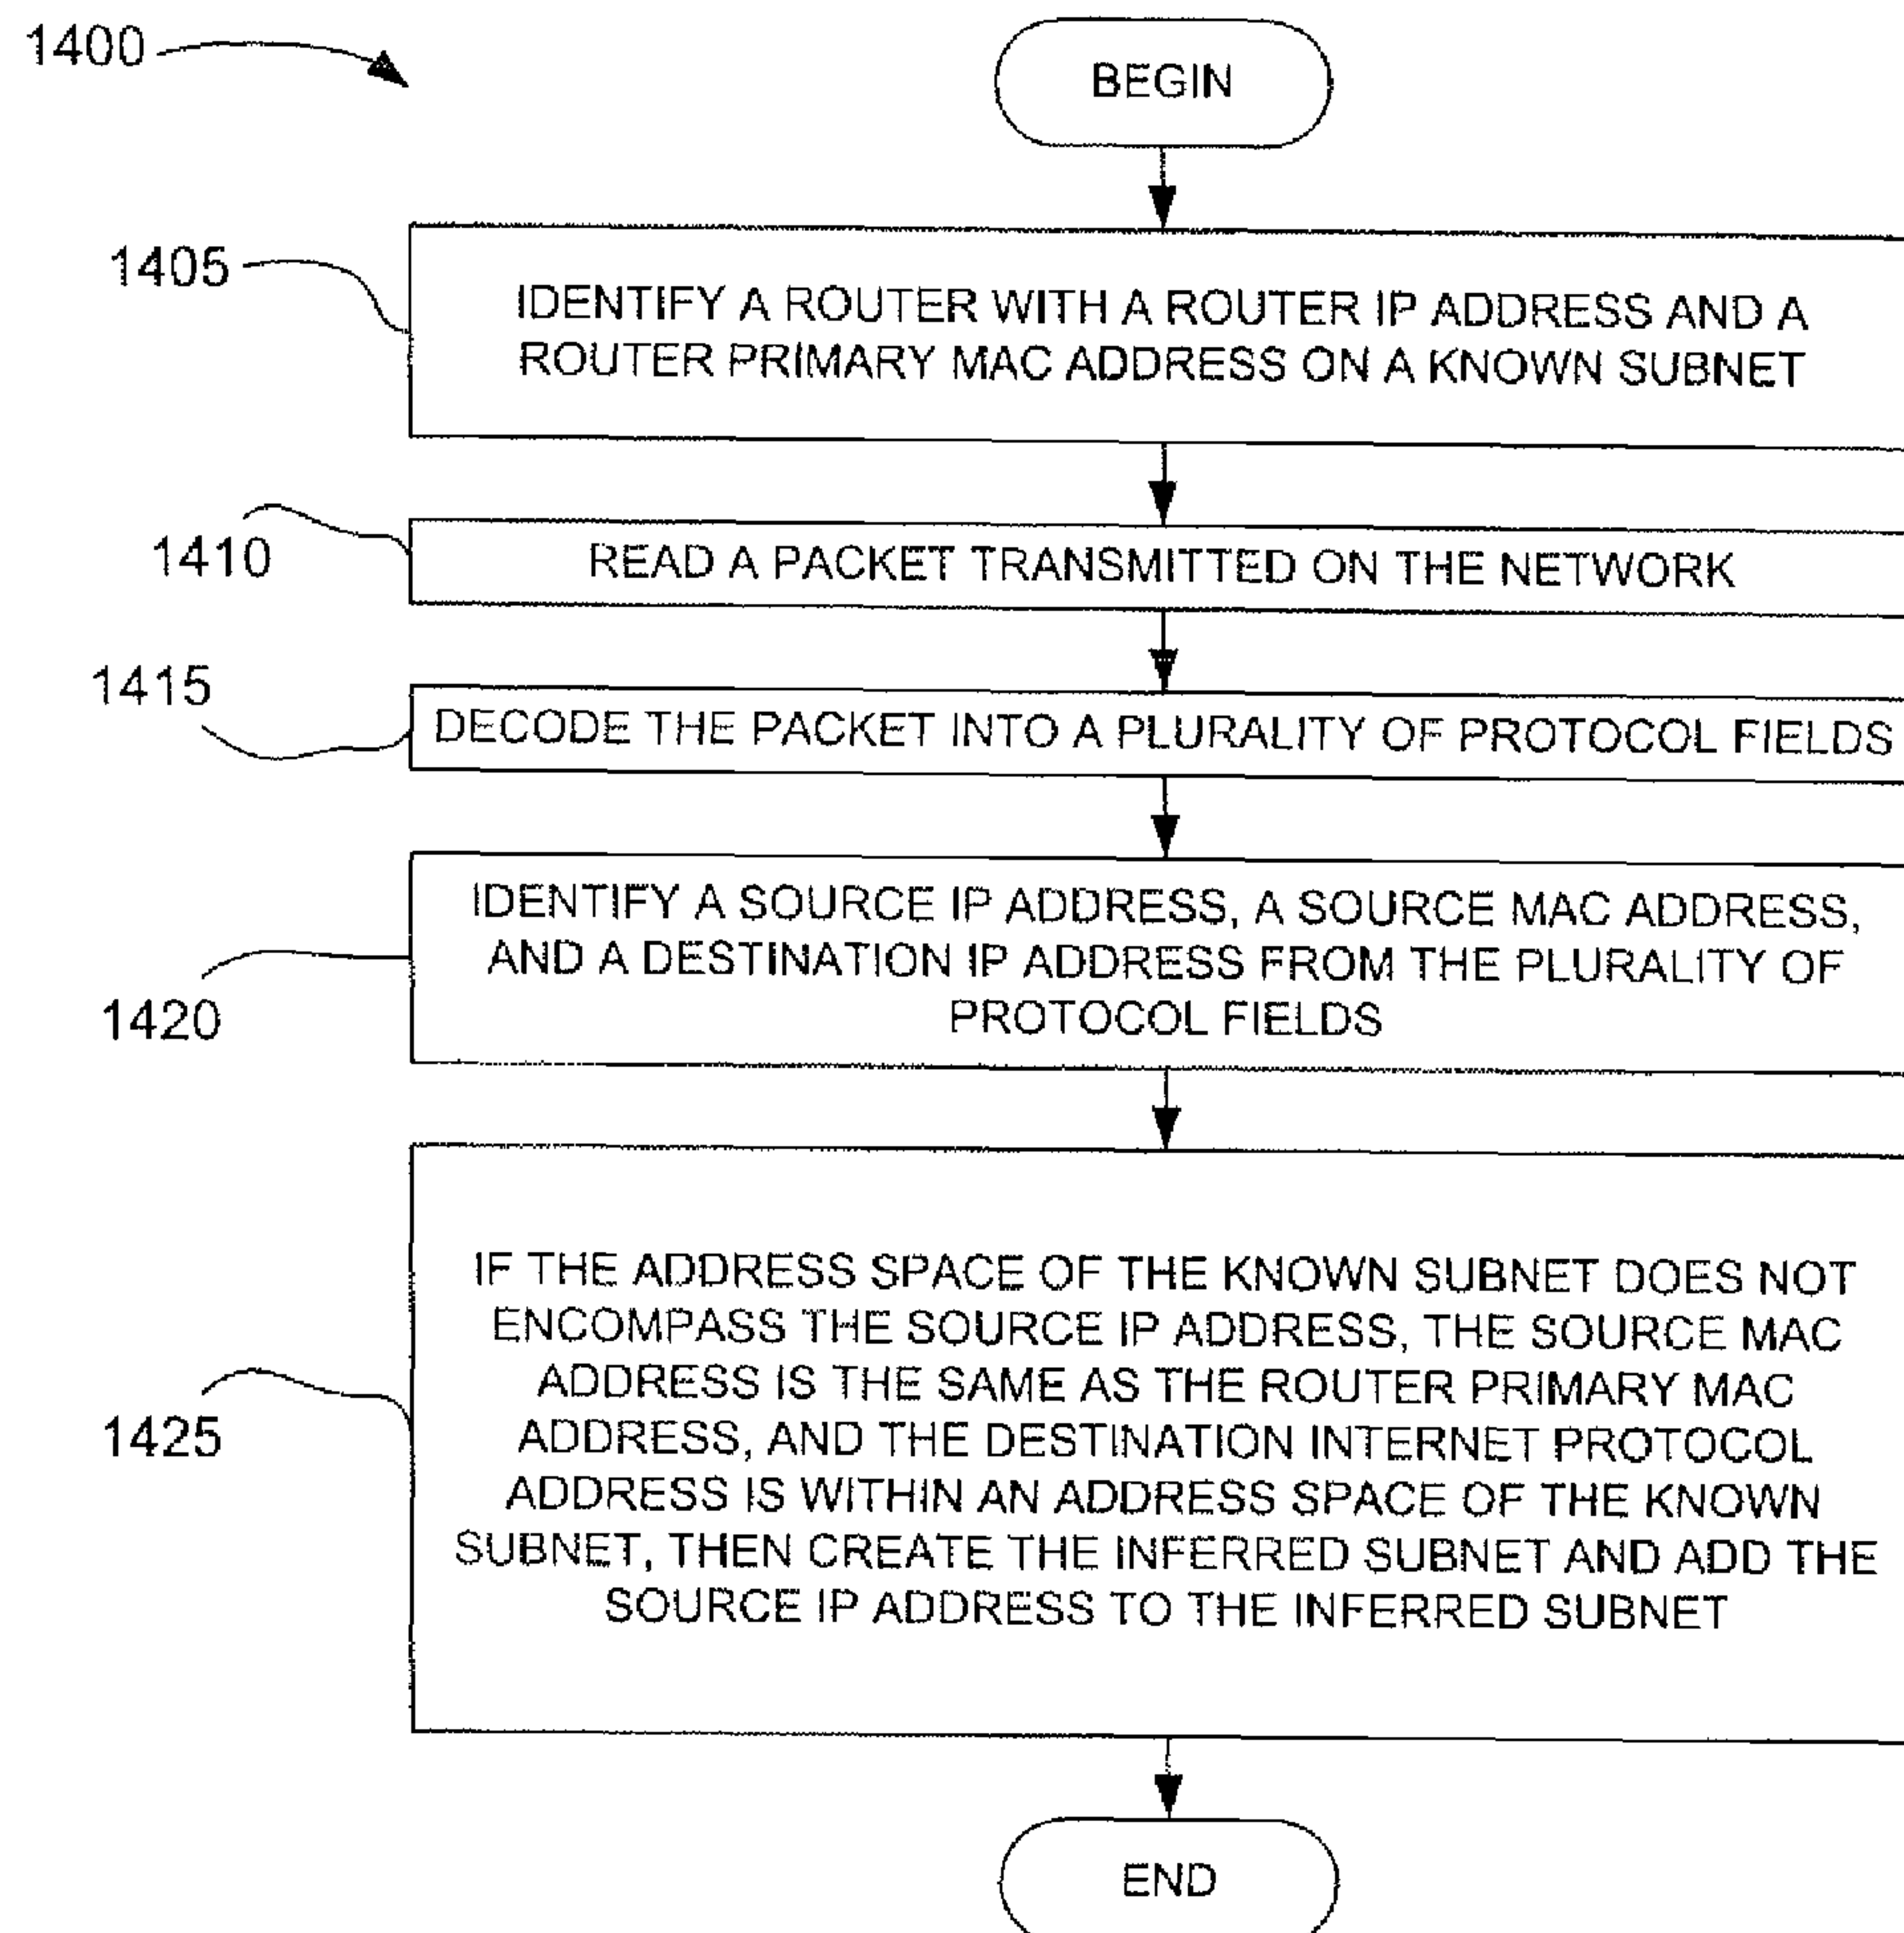 1400
BEGIN
1405
IDENTIFY A ROUTER WITH A ROUTER IP ADDRESS AND A
ROUTER PRIMARY MAC ADDRESS ON A KNOWN SUBNET
1410
READ A PACKET TRANSMITTED ON THE NETWORK
1415
DECODE THE PACKET INTO A PLURALITY OF PROTOCOL FIELDS
1420
IDENTIFY A SOURCE IP ADDRESS, A SOURCE MAC ADDRESS,
AND A DESTINATION IP ADDRESS FROM THE PLURALITY OF
PROTOCOL FIELDS
1425
IF THE ADDRESS SPACE OF THE KNOWN SUBNET DOES NOT
ENCOMPASS THE SOURCE IP ADDRESS, THE SOURCE MAC
ADDRESS IS THE SAME AS THE ROUTER PRIMARY MAC
ADDRESS, AND THE DESTINATION INTERNET PROTOCOL
ADDRESS IS WITHIN AN ADDRESS SPACE OF THE KNOWN
SUBNET, THEN CREATE THE INFERRED SUBNET AND ADD THE
SOURCE IP ADDRESS TO THE INFERRED SUBNET
END